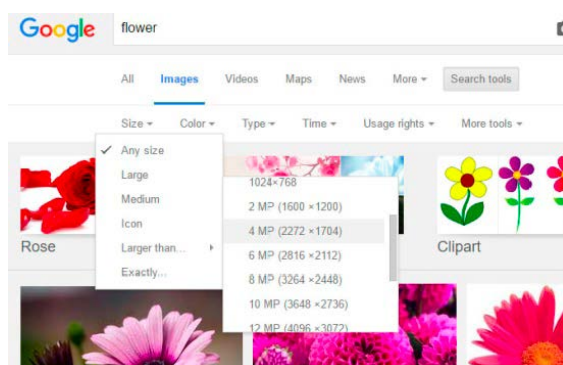 Google flower
All Images Videos Maps News More Search tools
Size Color Type Time Usage rights More tools
Any size
Large
Medium
Icon
Larger than...
Exactly...
1024×768
2 MP (1600 ×1200)
4 MP (2272 ×1704)
6 MP (2816 ×2112)
8 MP (3264 ×2448)
10 MP (3648 ×2736)
12 MP (4096 ×3072)
Rose
Clipart